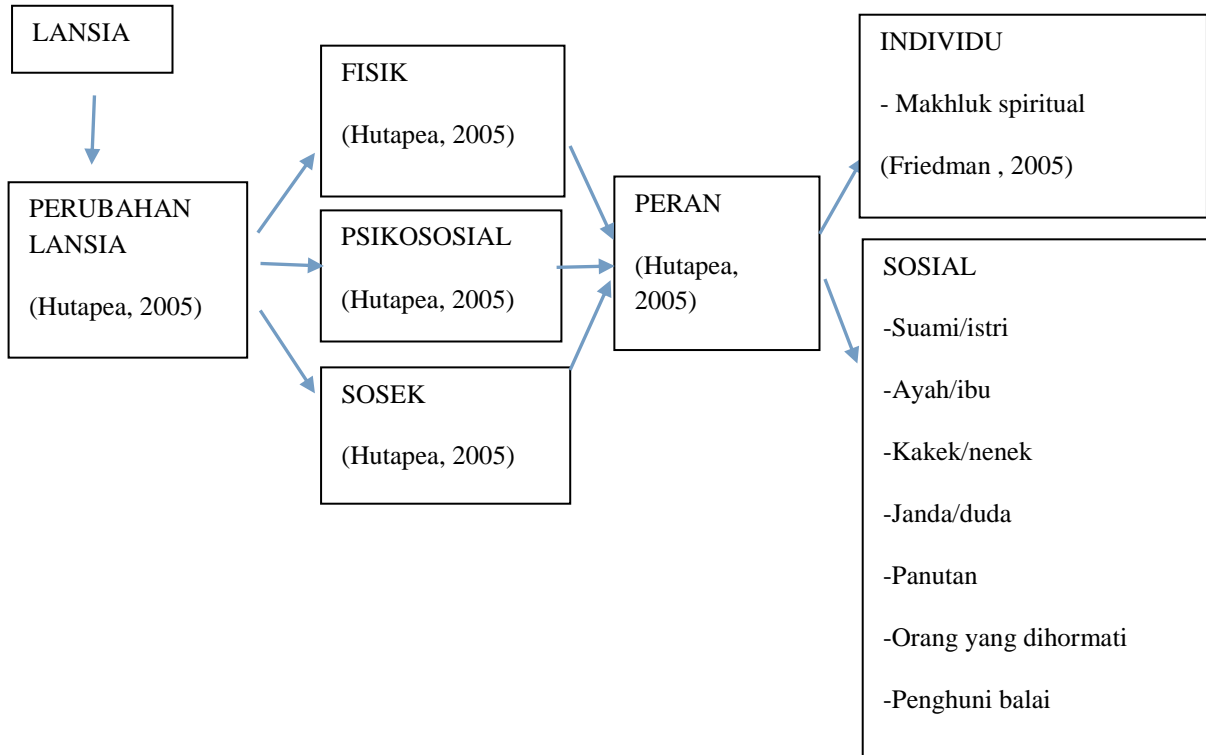 LANSIA
PERUBAHAN
LANSIA
(Hutapea, 2005)
FISIK
(Hutapea, 2005)
PSIKOSOSIAL
(Hutapea, 2005)
SOSEK
(Hutapea, 2005)
PERAN
(Hutapea,
2005)
INDIVIDU
- Makhluk spiritual
(Friedman , 2005)
SOSIAL
-Suami/istri
-Ayah/ibu
-Kakek/nenek
-Janda/duda
-Panutan
-Orang yang dihormati
-Penghuni balai